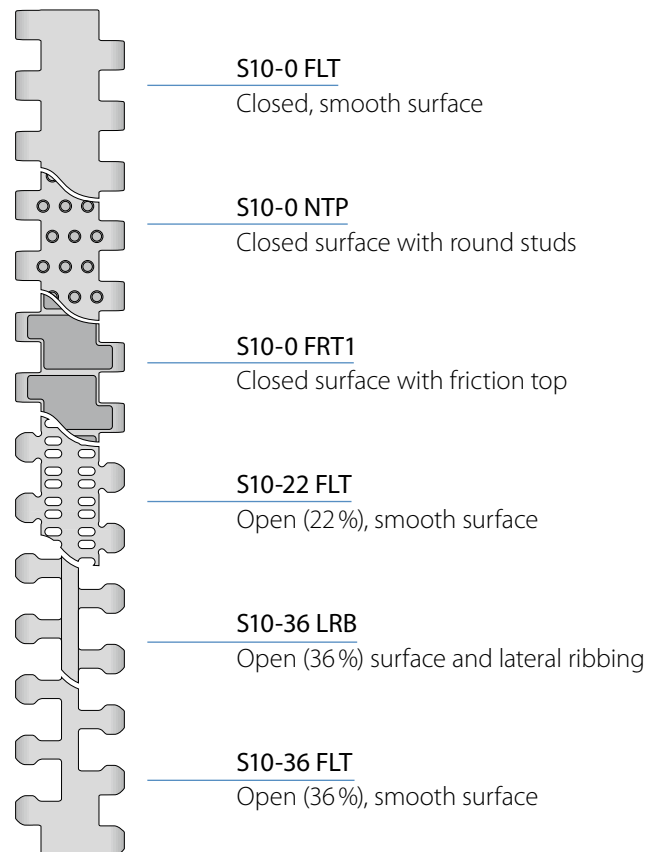 S10-0 FLT
Closed, smooth surface
S10-0 NTP
Closed surface with round studs
S10-0 FRT1
Closed surface with friction top
S10-22 FLT
Open (22 %), smooth surface
S10-36 LRB
Open (36 %) surface and lateral ribbing
S10-36 FLT
Open (36 %), smooth surface